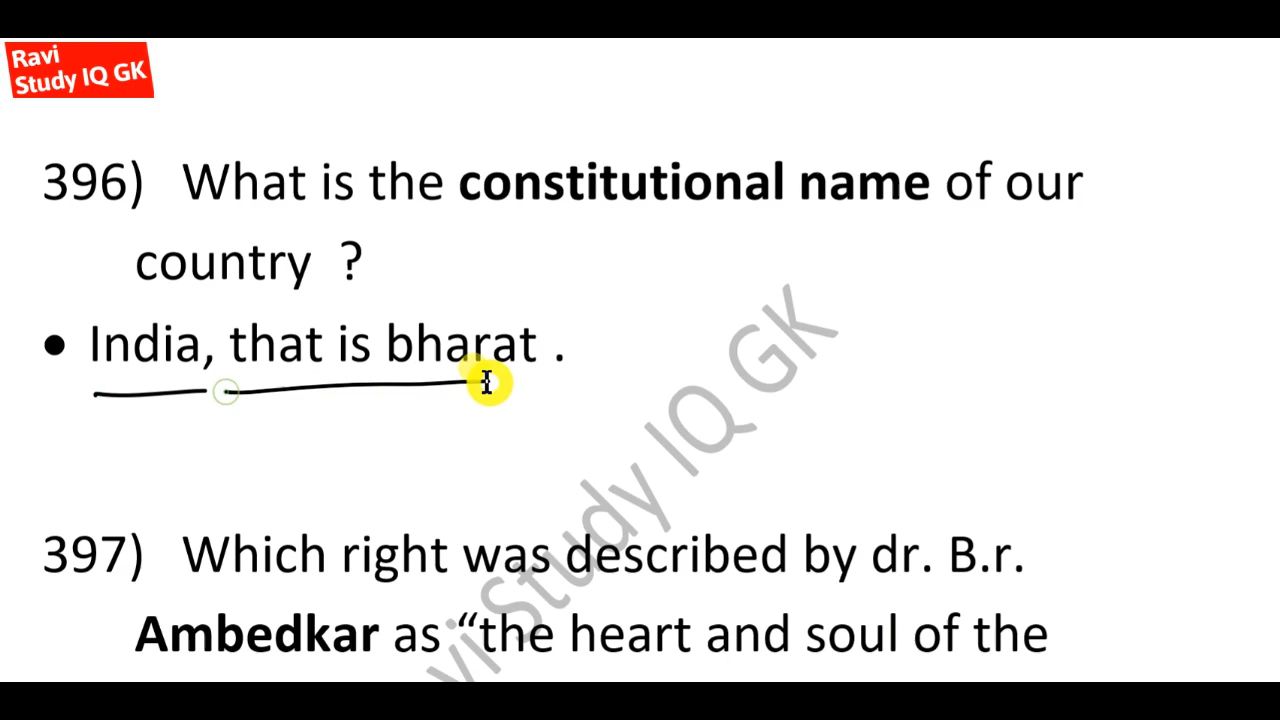 Ravi
Study IQ GK
396) What is the constitutional name of our
country ?
• India, that is bharat .
397) Which right was described by dr. B.r.
Ambedkar as “the heart and soul of the
vi Study IQ GK